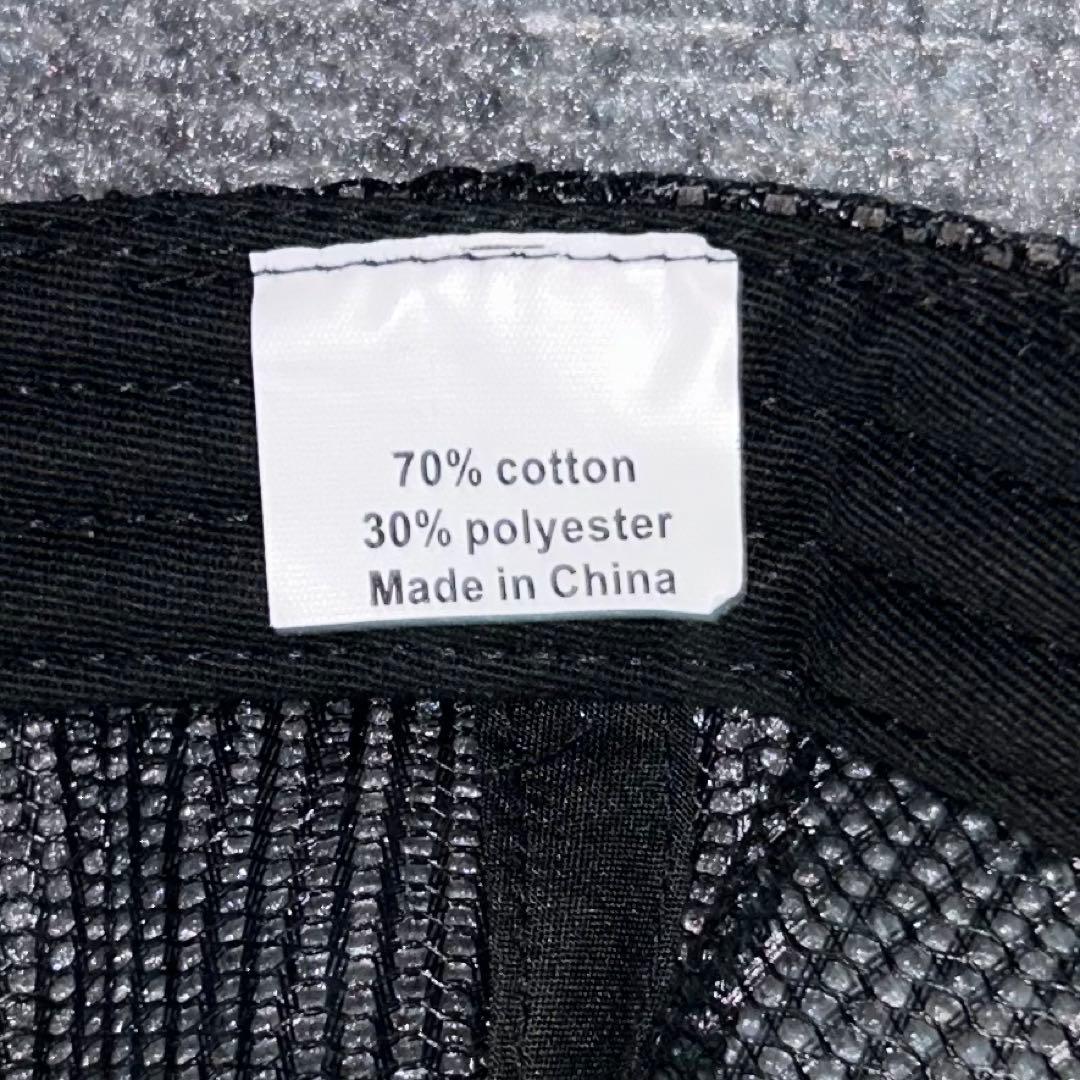 70% cotton
30% polyester
Made in China